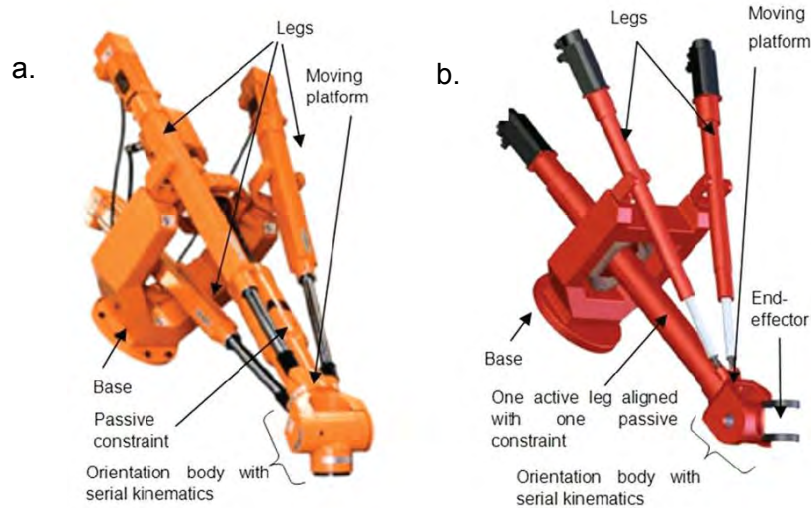 a.
Legs
Moving
platform
Base
Passive
constraint
Orientation body with
serial kinematics
b.
Legs
Moving
platform
End-
effector
Base
One active leg aligned
with one passive
constraint
Orientation body with
serial kinematics